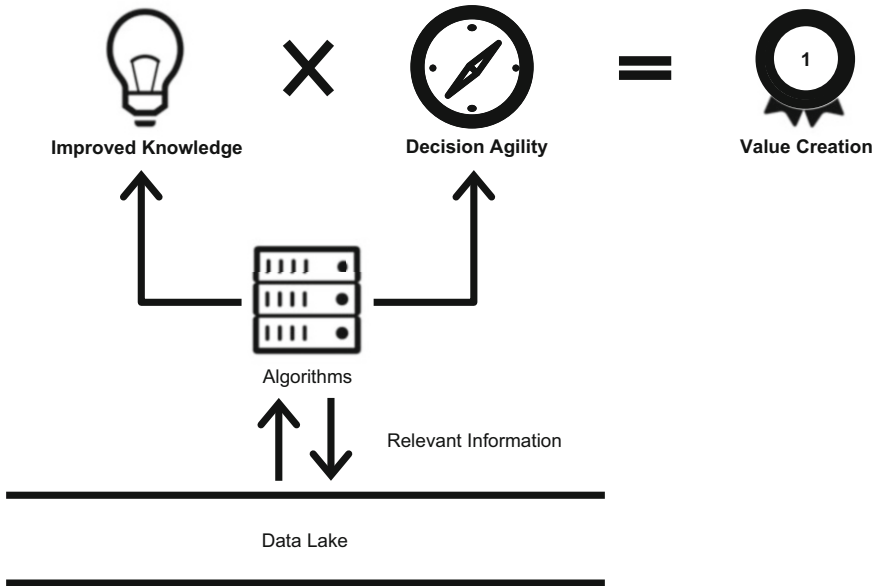 1
Improved Knowledge
Decision Agility
Value Creation
Algorithms
Relevant Information
Data Lake